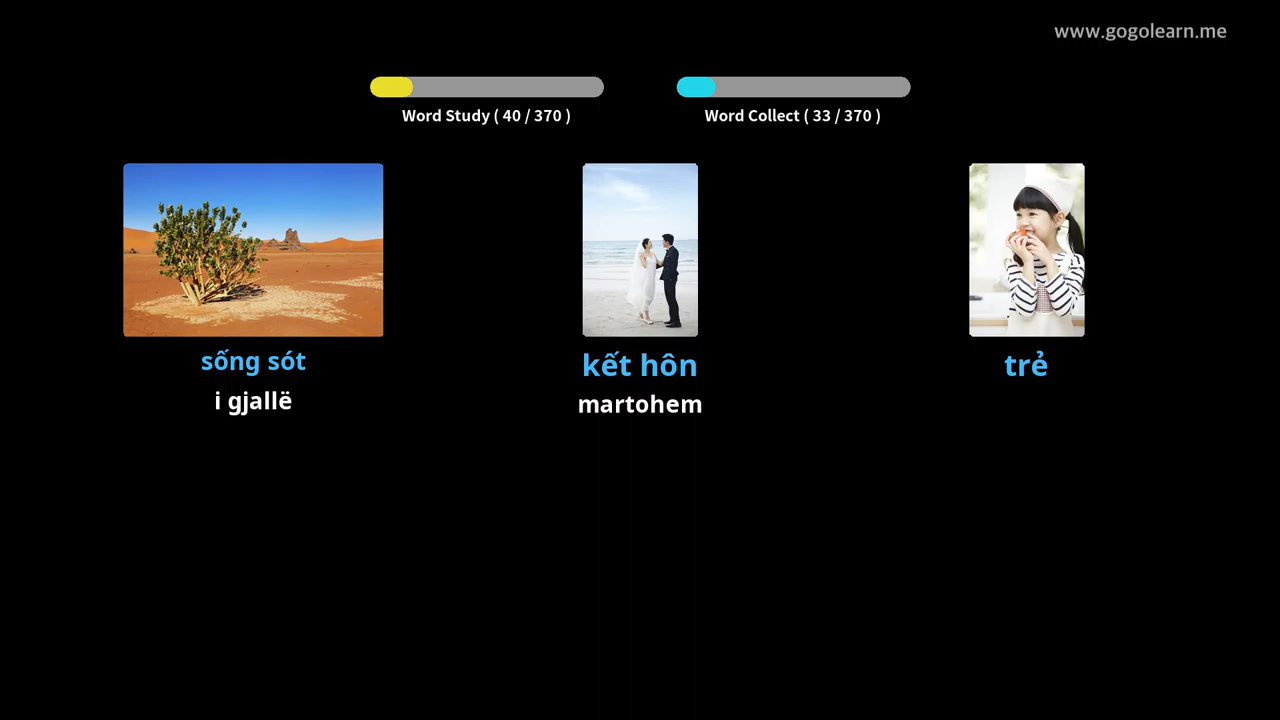 www.gogolearn.me
Word Study ( 40 / 370 )
Word Collect ( 33 / 370 )
sống sót
i gjallë
kết hôn
martohem
trẻ